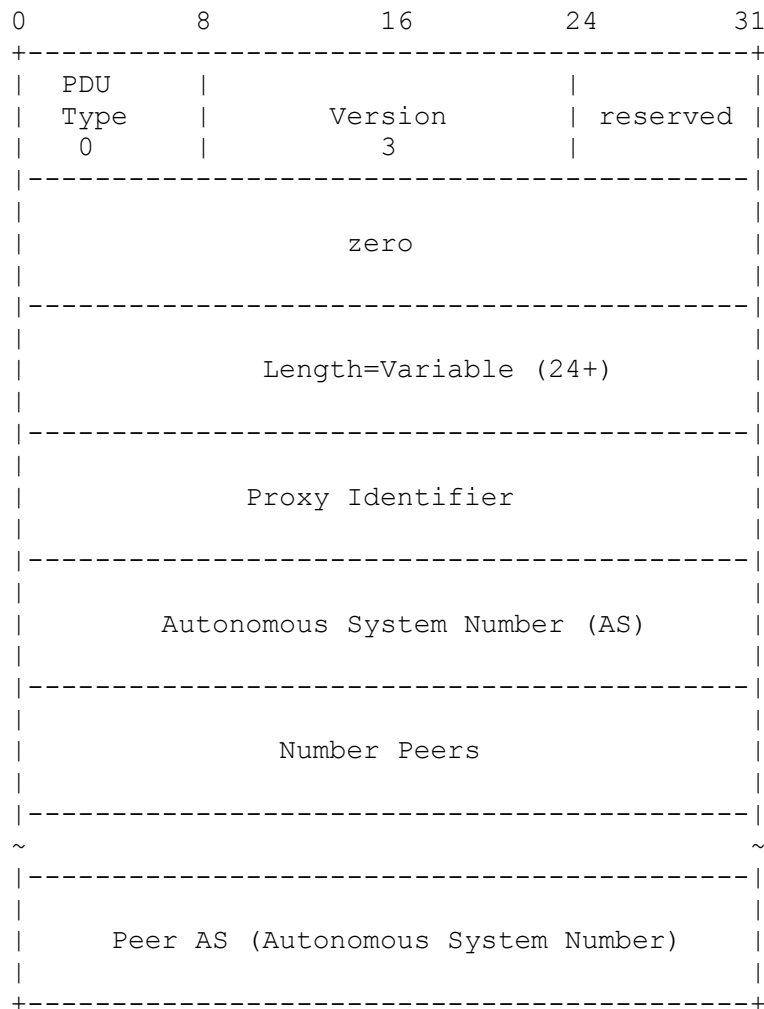 0 8 16 24 31
PDU
Type Version reserved
0 3
zero
Length=Variable (24+)
Proxy Identifier
Autonomous System Number (AS)
Number Peers
~ ~
Peer AS (Autonomous System Number)